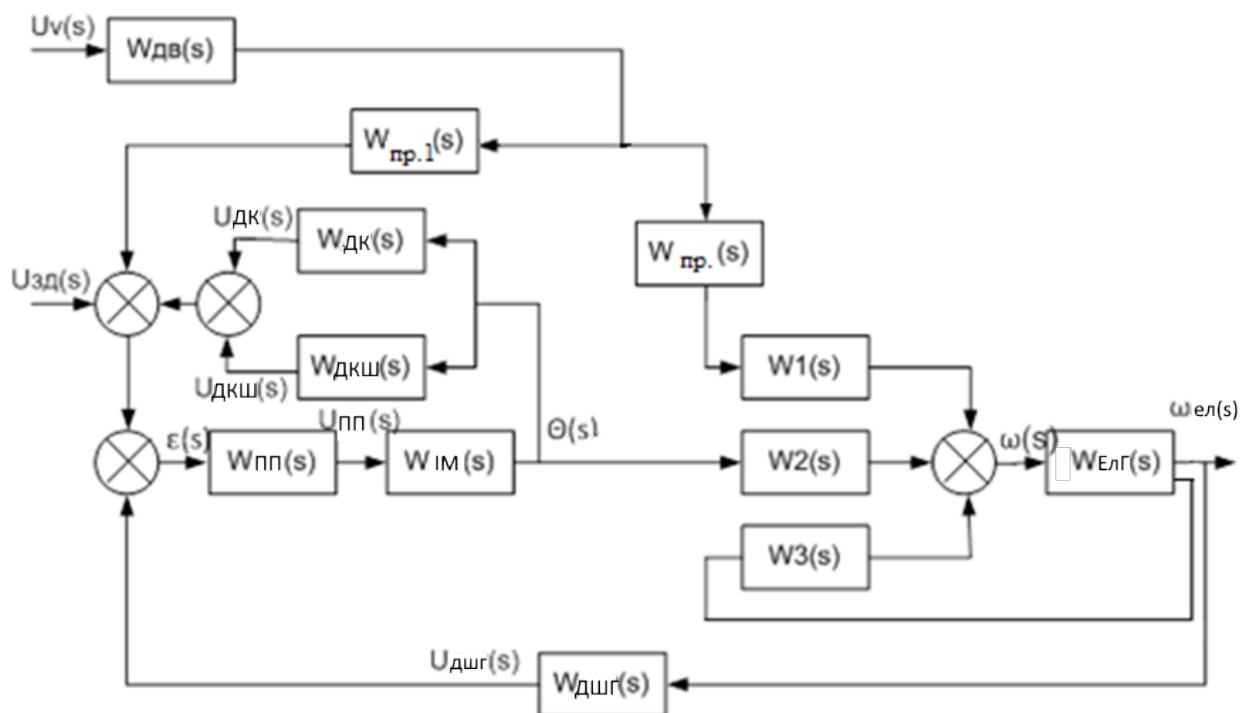 Uv(s)
WДВ(s)
Wпр.1(s)
UДК(s)
WДК(s)
Wпр.(s)
UЗД(s)
WДКШ(s)
UДКШ(s)
W1(s)
ωел(s)
ε(s)
UПП(s)
Θ(s)
ω(s)
WПП(s)
WІМ(s)
W2(s)
WЕлГ(s)
W3(s)
Uдшг(s)
WДШГ(s)